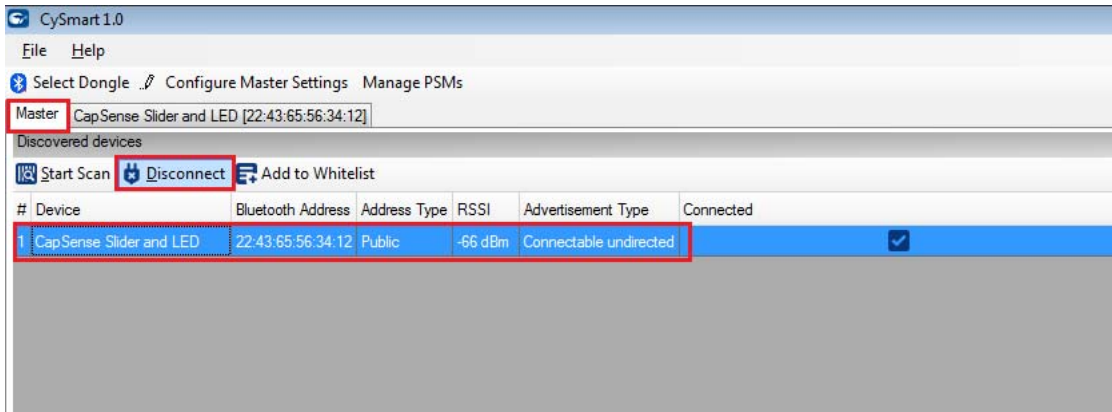 CySmart 1.0
File Help
Select Dongle Configure Master Settings Manage PSMs
Master CapSense Slider and LED [22:43:65:56:34:12]
Discovered devices
Start Scan Disconnect Add to Whitelist
# Device Bluetooth Address Address Type RSSI Advertisement Type Connected
1 CapSense Slider and LED 22:43:65:56:34:12 Public -66 dBm Connectable undirected